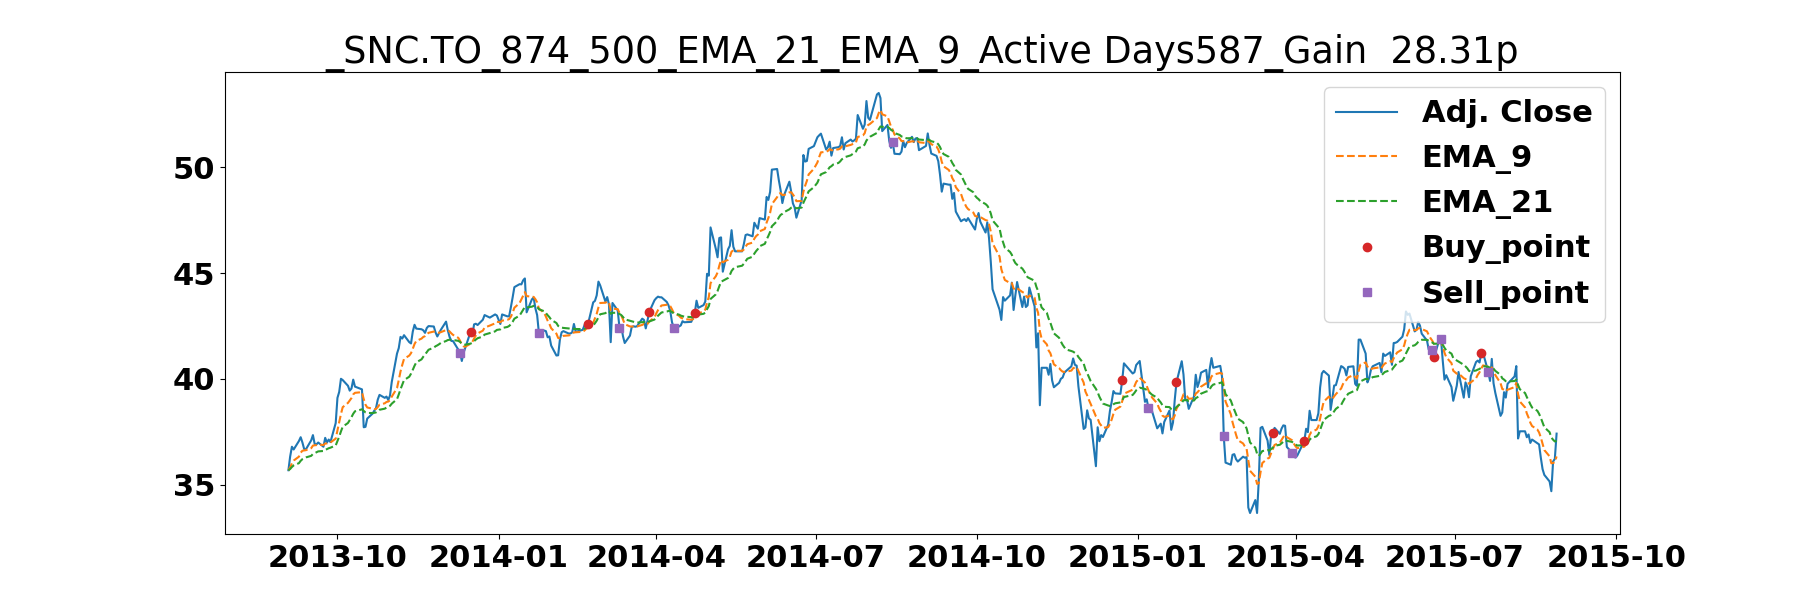 _SNC.TO_874_500_EMA_21_EMA_9_Active Days587_Gain  28.31p
Adj. Close
EMA_9
EMA_21
Buy_point
Sell_point
50
45
40
35
2013-10 2014-01 2014-04 2014-07 2014-10 2015-01 2015-04 2015-07 2015-10